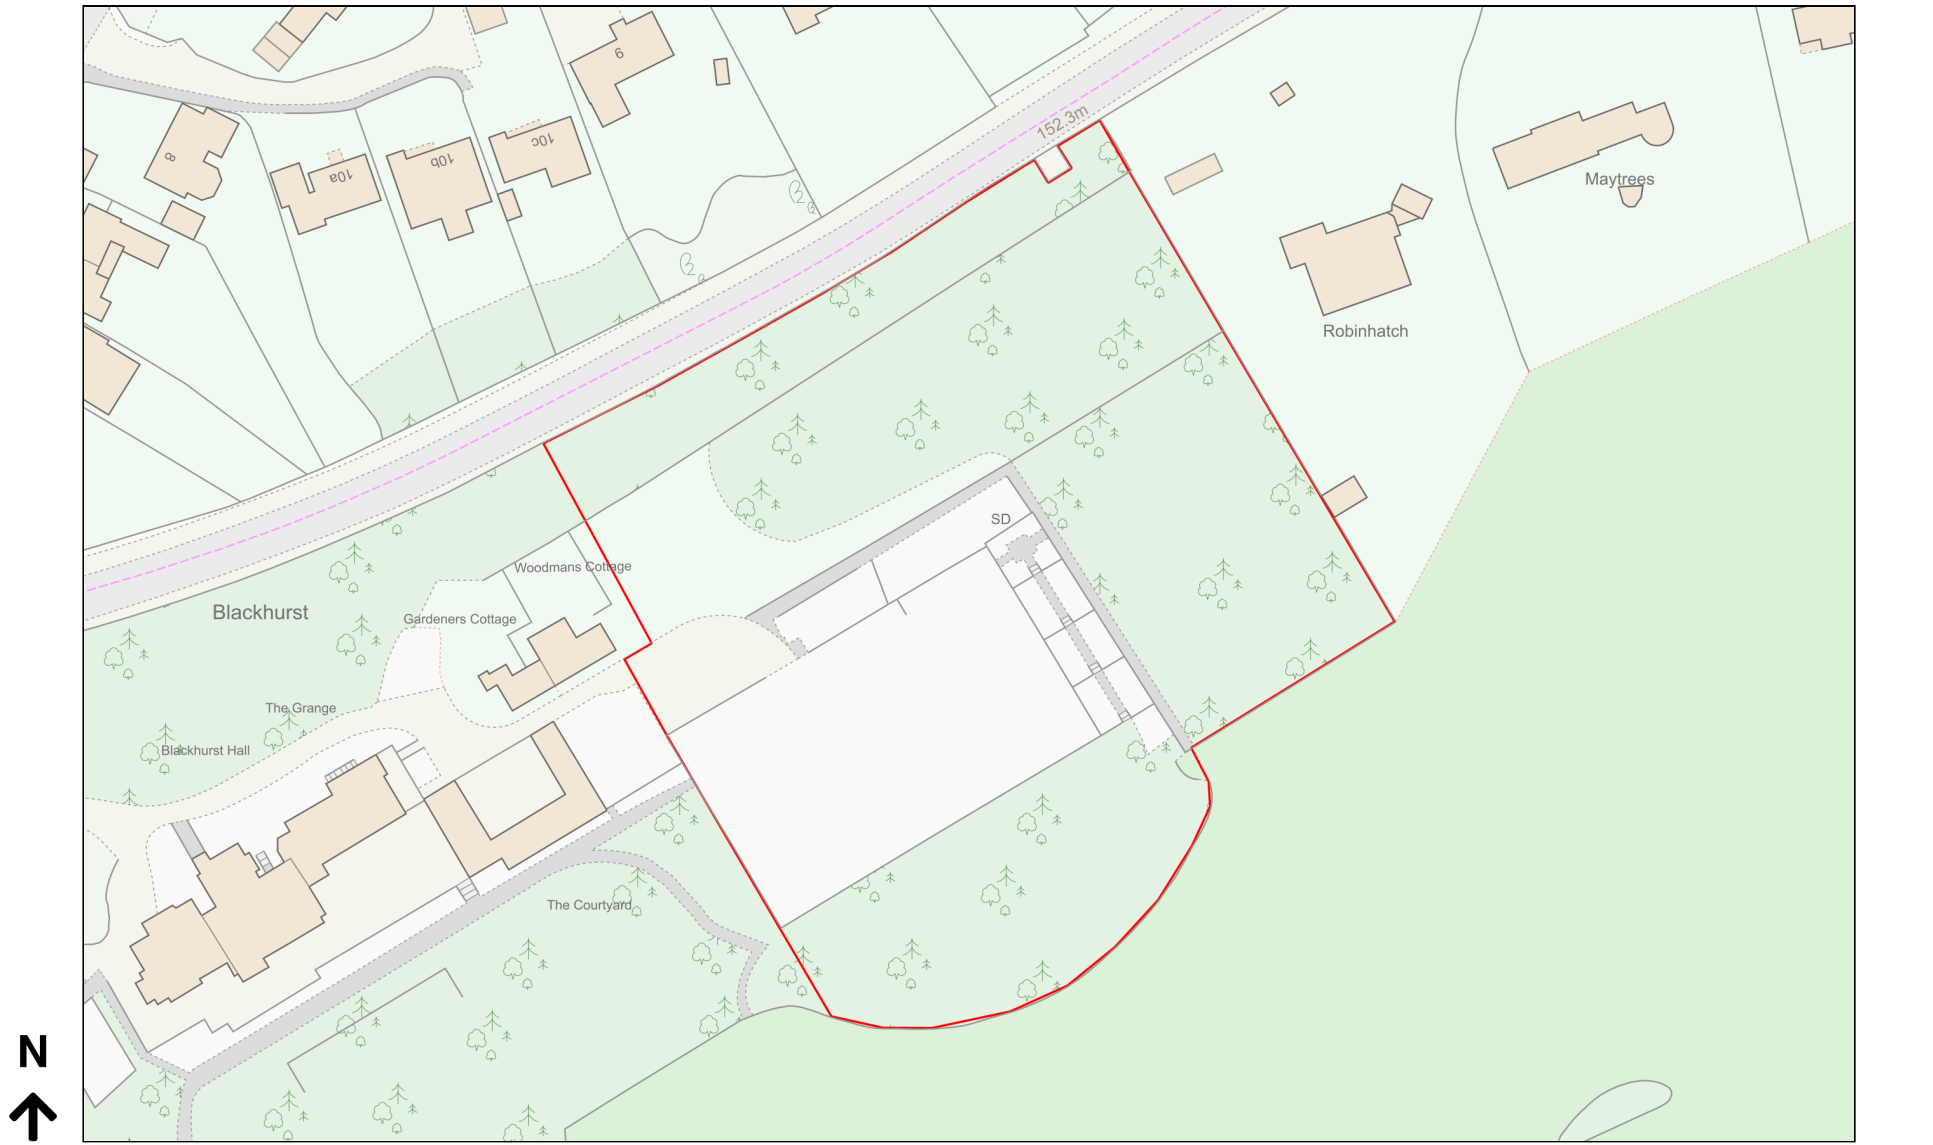 9
8
10a
10b
10c
152.3m
Maytrees
Robinhatch
SD
Woodmans Cottage
Blackhurst
Gardeners Cottage
The Grange
Blackhurst Hall
The Courtyard
N